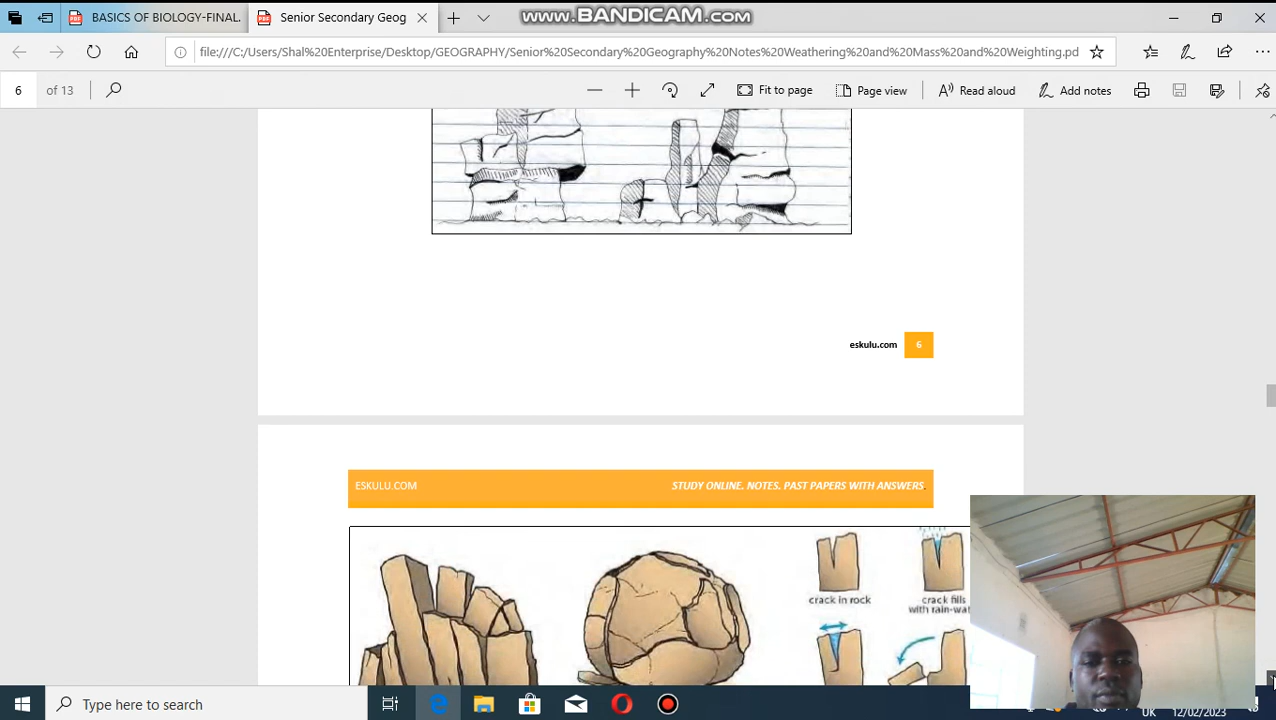 BASICS OF BIOLOGY-FINAL.
Senior Secondary Geog
www.BANDICAM.com
file:///C:/Users/Shal%20Enterprise/Desktop/GEOGRAPHY/Senior%20Secondary%20Geography%20Notes%20Weathering%20and%20Mass%20and%20Weighting.pd
6 of 13
Fit to page
Page view
Read aloud
Add notes
eskulu.com 6
ESKULU.COM
STUDY ONLINE. NOTES. PAST PAPERS WITH ANSWERS.
crack in rock
crack fills
with rain-wat
Type here to search
UK
12/02/2023